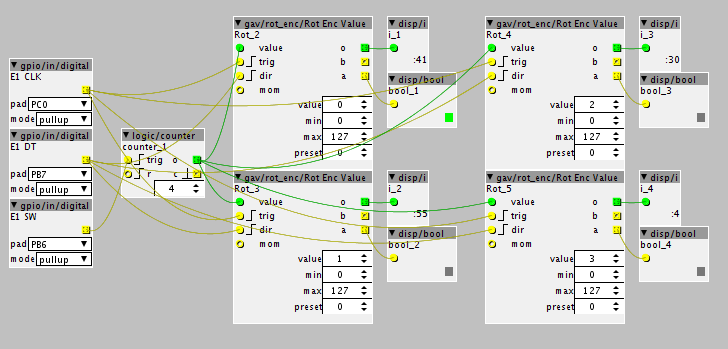 gpio/in/digital
E1 CLK
pad PC0
mode pullup
gpio/in/digital
E1 DT
pad PB7
mode pullup
gpio/in/digital
E1 SW
pad PB6
mode pullup
logic/counter
counter_1
trig o
r c
4
gav/rot_enc/Rot Enc Value
Rot_2
value o
trig b
dir a
mom
value 0
min 0
max 127
preset 0
disp/i
i_1
:41
disp/bool
bool_1
gav/rot_enc/Rot Enc Value
Rot_4
value o
trig b
dir a
mom
value 2
min 0
max 127
preset 0
disp/i
i_3
:30
disp/bool
bool_3
gav/rot_enc/Rot Enc Value
Rot_3
value o
trig b
dir a
mom
value 1
min 0
max 127
preset 0
disp/i
i_2
:55
disp/bool
bool_2
gav/rot_enc/Rot Enc Value
Rot_5
value o
trig b
dir a
mom
value 3
min 0
max 127
preset 0
disp/i
i_4
:4
disp/bool
bool_4